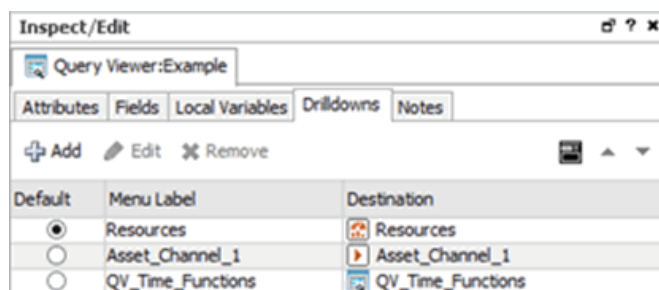 Inspect/Edit ?
Query Viewer:Example
Attributes Fields Local Variables Drilldowns Notes
Add Edit Remove
Default Menu Label Destination
Resources Resources
Asset_Channel_1 Asset_Channel_1
QV_Time_Functions QV_Time_Functions